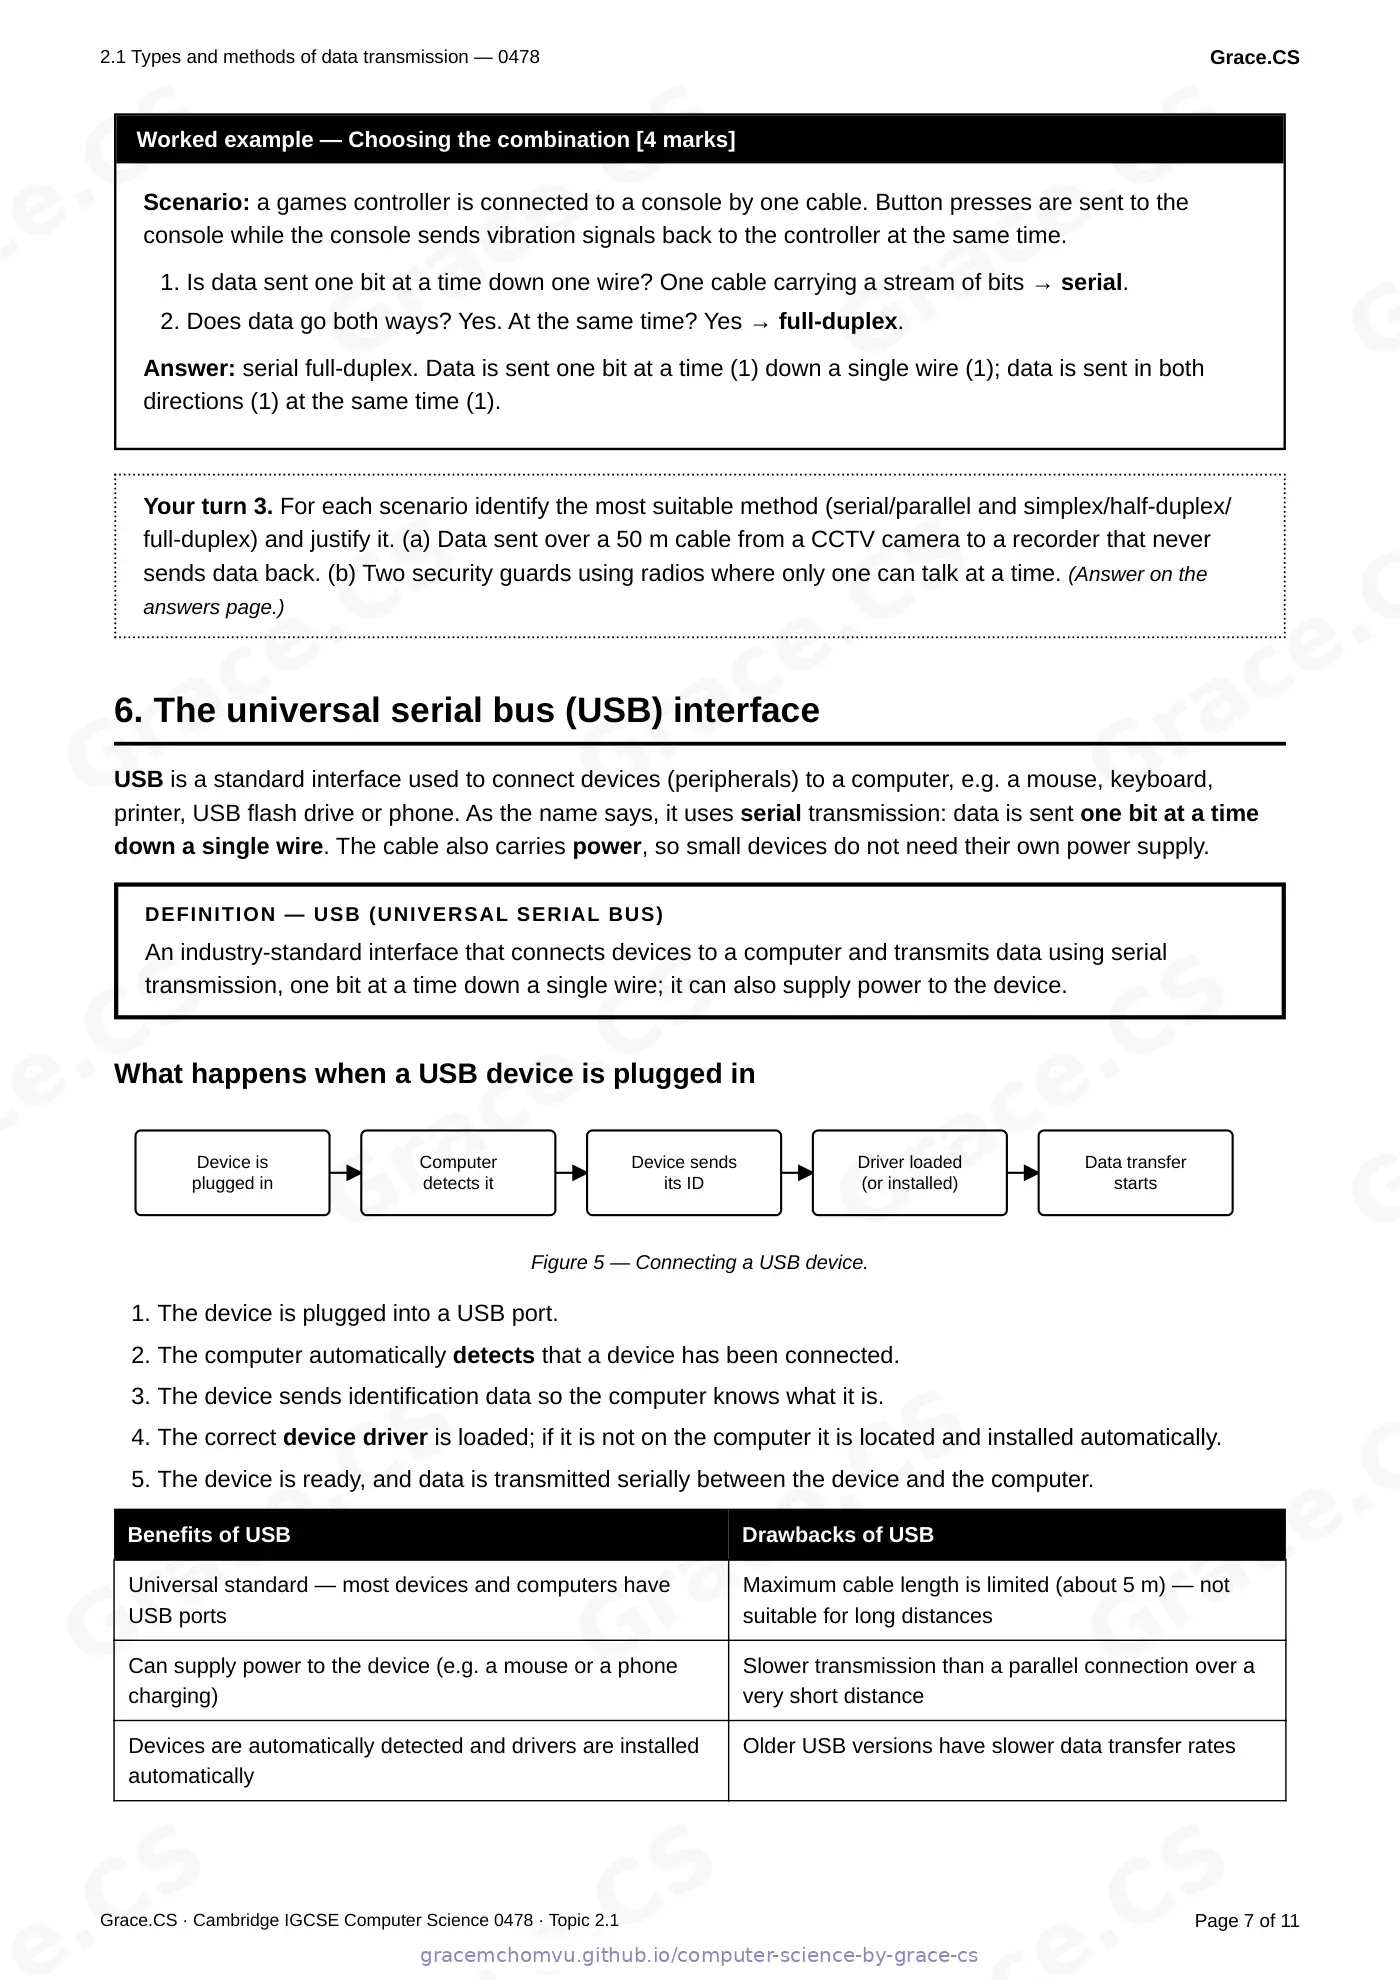 2.1 Types and methods of data transmission — 0478
Grace.CS
Worked example — Choosing the combination [4 marks]
Scenario: a games controller is connected to a console by one cable. Button presses are sent to the
console while the console sends vibration signals back to the controller at the same time.
1. Is data sent one bit at a time down one wire? One cable carrying a stream of bits → serial.
2. Does data go both ways? Yes. At the same time? Yes → full-duplex.
Answer: serial full-duplex. Data is sent one bit at a time (1) down a single wire (1); data is sent in both
directions (1) at the same time (1).
Your turn 3. For each scenario identify the most suitable method (serial/parallel and simplex/half-duplex/
full-duplex) and justify it. (a) Data sent over a 50 m cable from a CCTV camera to a recorder that never
sends data back. (b) Two security guards using radios where only one can talk at a time. (Answer on the
answers page.)
6. The universal serial bus (USB) interface
USB is a standard interface used to connect devices (peripherals) to a computer, e.g. a mouse, keyboard,
printer, USB flash drive or phone. As the name says, it uses serial transmission: data is sent one bit at a time
down a single wire. The cable also carries power, so small devices do not need their own power supply.
DEFINITION — USB (UNIVERSAL SERIAL BUS)
An industry-standard interface that connects devices to a computer and transmits data using serial
transmission, one bit at a time down a single wire; it can also supply power to the device.
What happens when a USB device is plugged in
Device is
plugged in
Computer
detects it
Device sends
its ID
Driver loaded
(or installed)
Data transfer
starts
Figure 5 — Connecting a USB device.
1. The device is plugged into a USB port.
2. The computer automatically detects that a device has been connected.
3. The device sends identification data so the computer knows what it is.
4. The correct device driver is loaded; if it is not on the computer it is located and installed automatically.
5. The device is ready, and data is transmitted serially between the device and the computer.
Benefits of USB
Drawbacks of USB
Universal standard — most devices and computers have
USB ports
Maximum cable length is limited (about 5 m) — not
suitable for long distances
Can supply power to the device (e.g. a mouse or a phone
charging)
Slower transmission than a parallel connection over a
very short distance
Devices are automatically detected and drivers are installed
automatically
Older USB versions have slower data transfer rates
Grace.CS · Cambridge IGCSE Computer Science 0478 · Topic 2.1
Page 7 of 11
gracemchomvu.github.io/computer-science-by-grace-cs